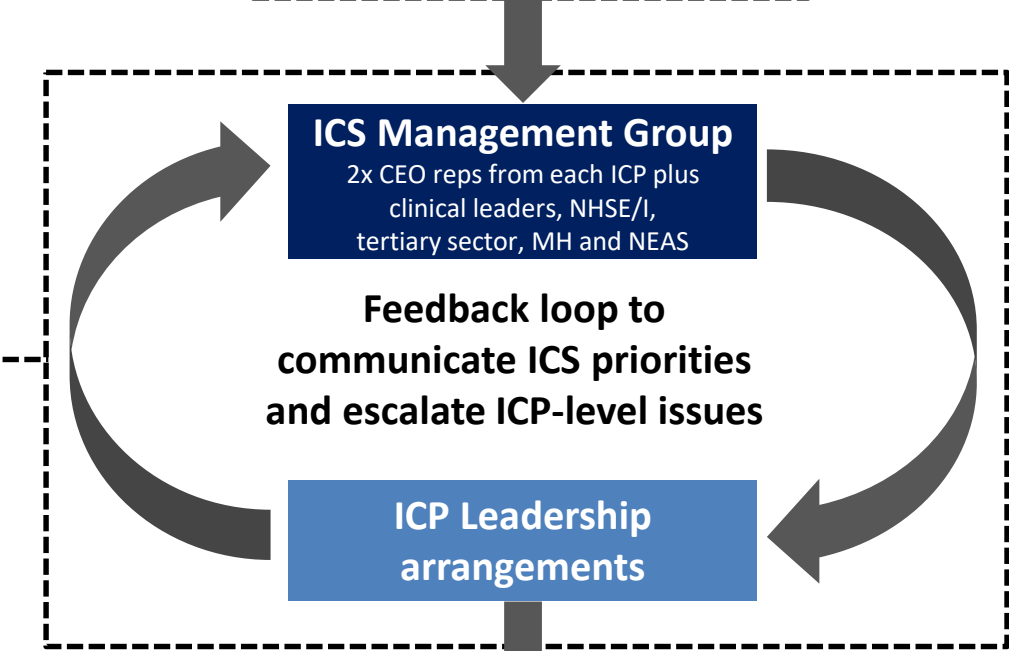 ICS Management Group
2x CEO reps from each ICP plus
clinical leaders, NHSE/I,
tertiary sector, MH and NEAS
Feedback loop to
communicate ICS priorities
and escalate ICP-level issues
ICP Leadership
arrangements